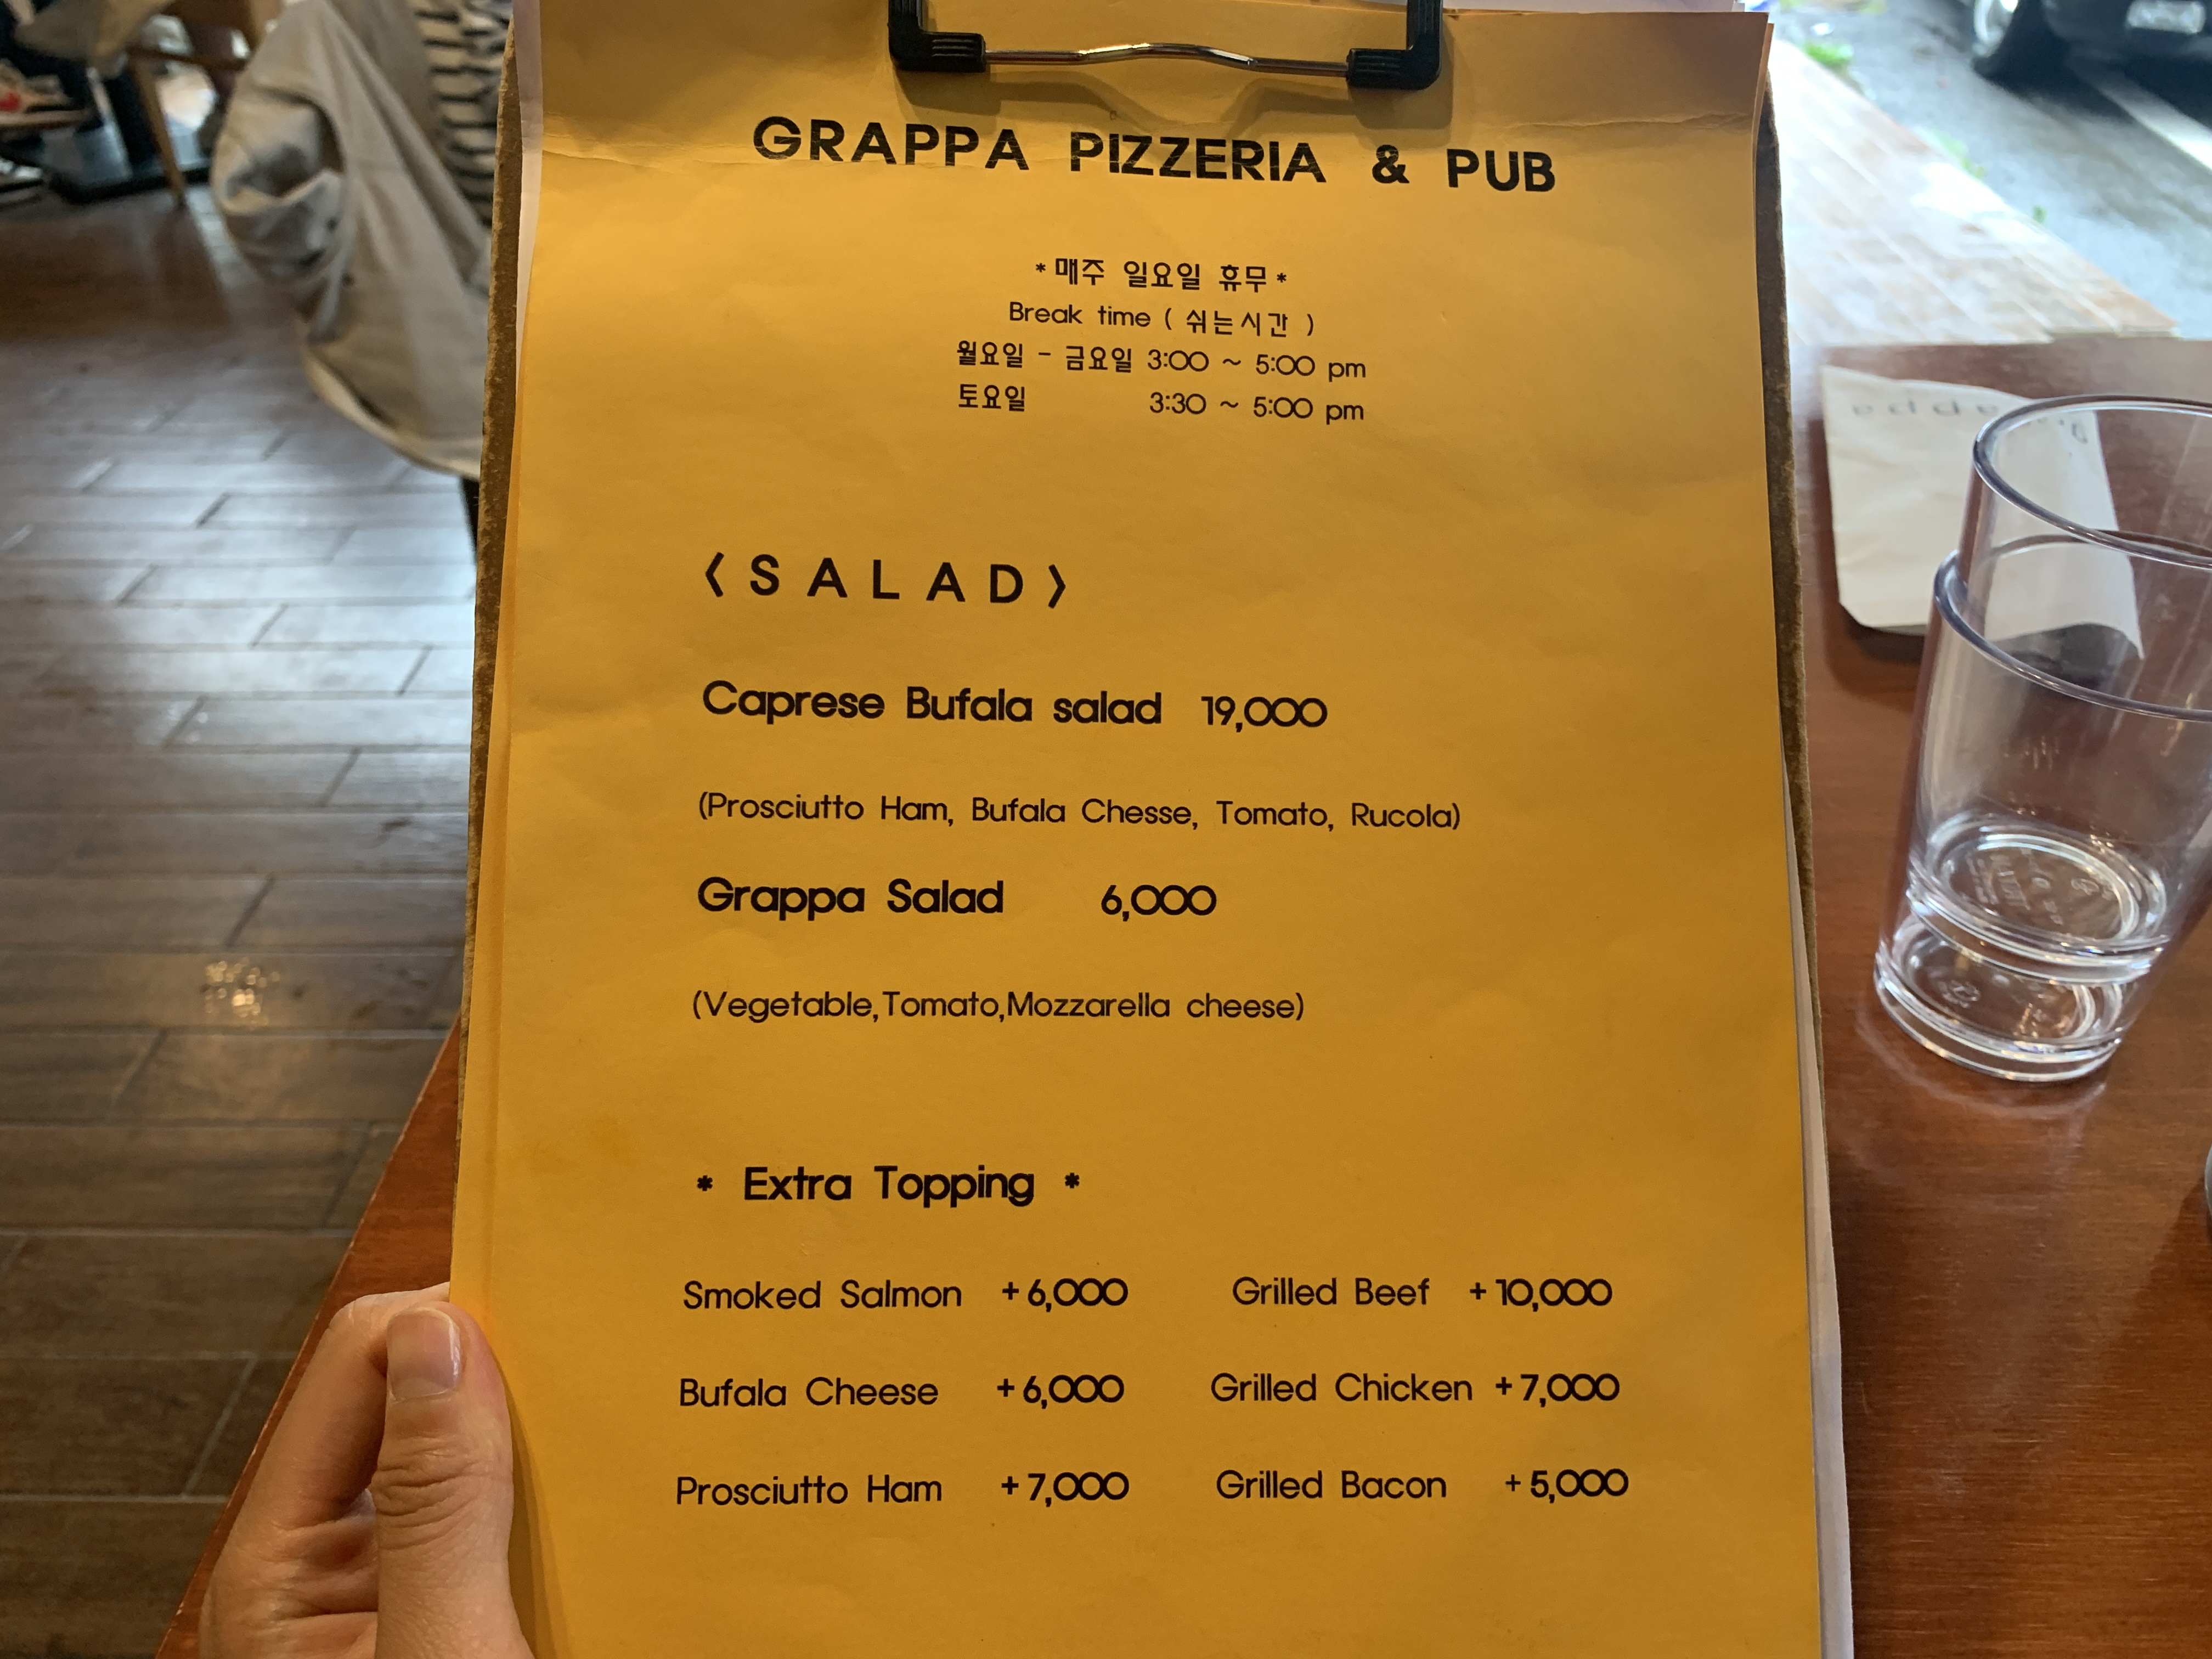 GRAPPA PIZZERIA & PUB
*매주 일요일 휴무*
Break time ( 쉬는시간 )
월요일 - 금요일 3:00 ~ 5:00 pm
토요일 3:30 ~ 5:00 pm
〈SALAD〉
Caprese Bufala salad 19,000
(Prosciutto Ham, Bufala Chesse, Tomato, Rucola)
Grappa Salad 6,000
(Vegetable,Tomato,Mozzarella cheese)
* Extra Topping *
Smoked Salmon +6,000 Grilled Beef +10,000
Bufala Cheese +6,000 Grilled Chicken +7,000
Prosciutto Ham +7,000 Grilled Bacon +5,000